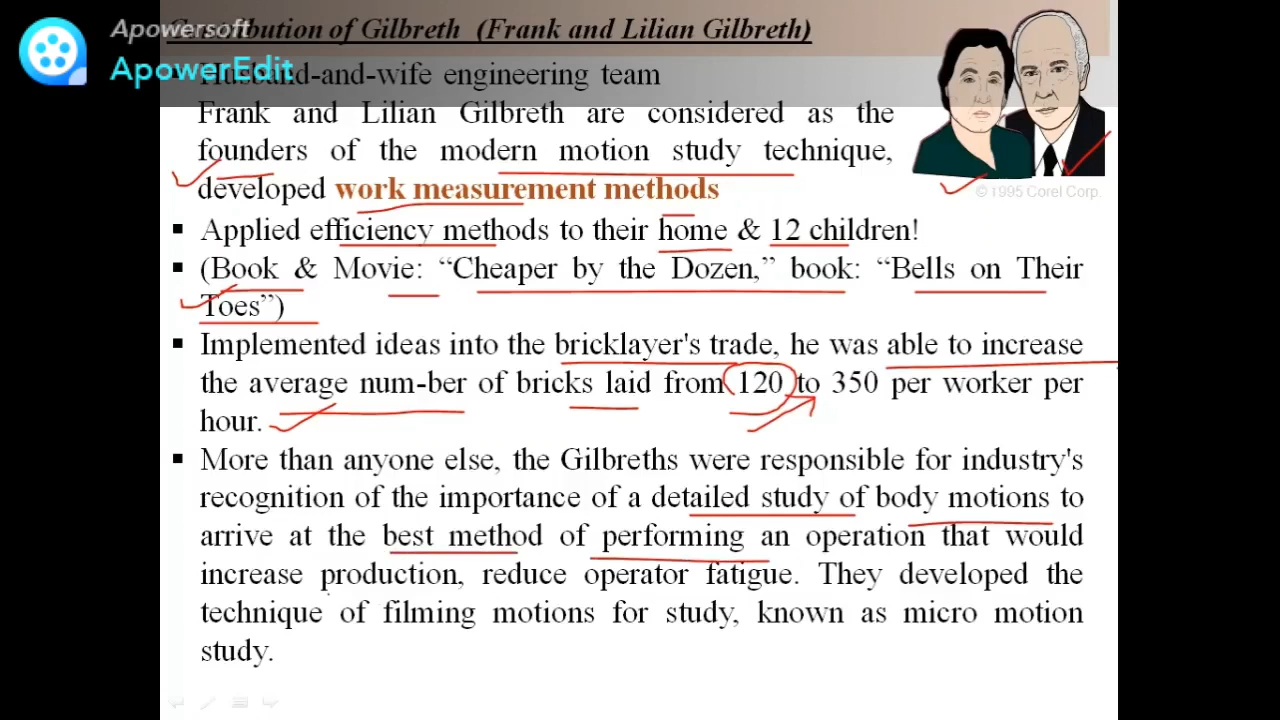 Apowersoft
ApowerEdit
Contribution of Gilbreth (Frank and Lilian Gilbreth)
▪ Husband-and-wife engineering team
Frank and Lilian Gilbreth are considered as the
founders of the modern motion study technique,
developed work measurement methods
© 1995 Corel Corp.
▪ Applied efficiency methods to their home & 12 children!
▪ (Book & Movie: “Cheaper by the Dozen,” book: “Bells on Their
Toes”)
▪ Implemented ideas into the bricklayer's trade, he was able to increase
the average num-ber of bricks laid from 120 to 350 per worker per
hour.
▪ More than anyone else, the Gilbreths were responsible for industry's
recognition of the importance of a detailed study of body motions to
arrive at the best method of performing an operation that would
increase production, reduce operator fatigue. They developed the
technique of filming motions for study, known as micro motion
study.